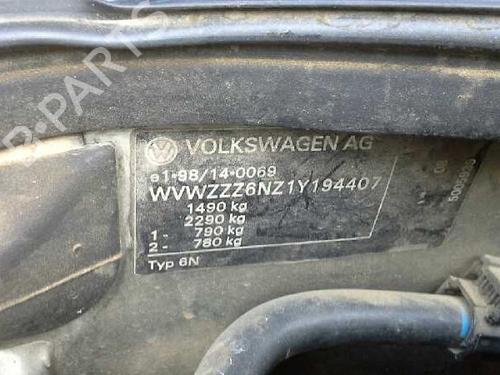 VOLKSWAGEN AG
e1*98/14*0069
WVWZZZ6NZ1Y194407
1490 kg
2290 kg
1- 790 kg
2- 780 kg
Typ 6N